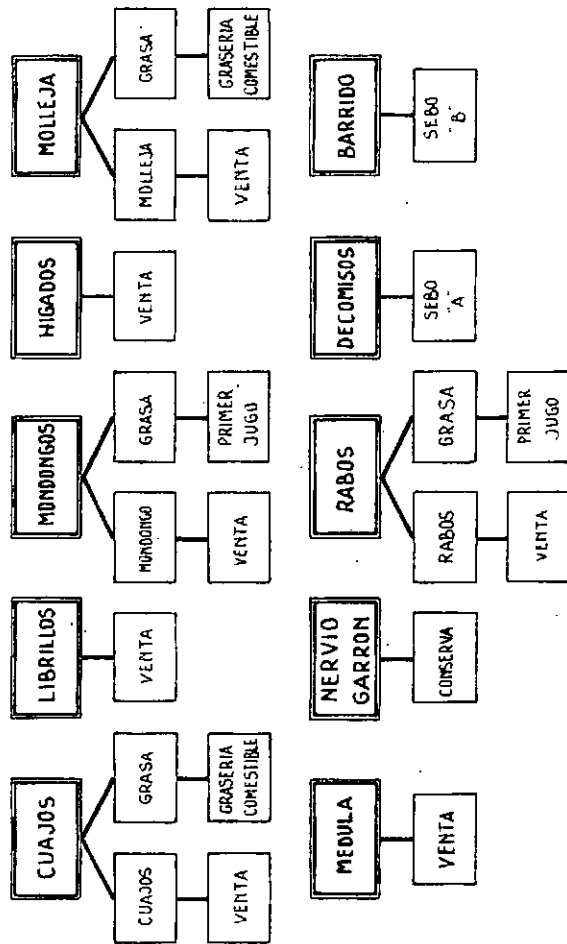 CUAJOS
CUAJOS
GRASA
VENTA
GRASERIA
COMESTIBLE
LIBRILLOS
VENTA
MONDONGOS
MONDONGO
GRASA
VENTA
PRIMER
JUGO
HIGADOS
VENTA
MOLLEJA
MOLLEJA
GRASA
VENTA
GRASERIA
COMESTIBLE
MEDULA
VENTA
NERVIO
GARRON
CONSERVA
RABOS
RABOS
GRASA
VENTA
PRIMER
JUGO
DECOMISOS
SEBO
"A"
BARRIDO
SEBO
"B"